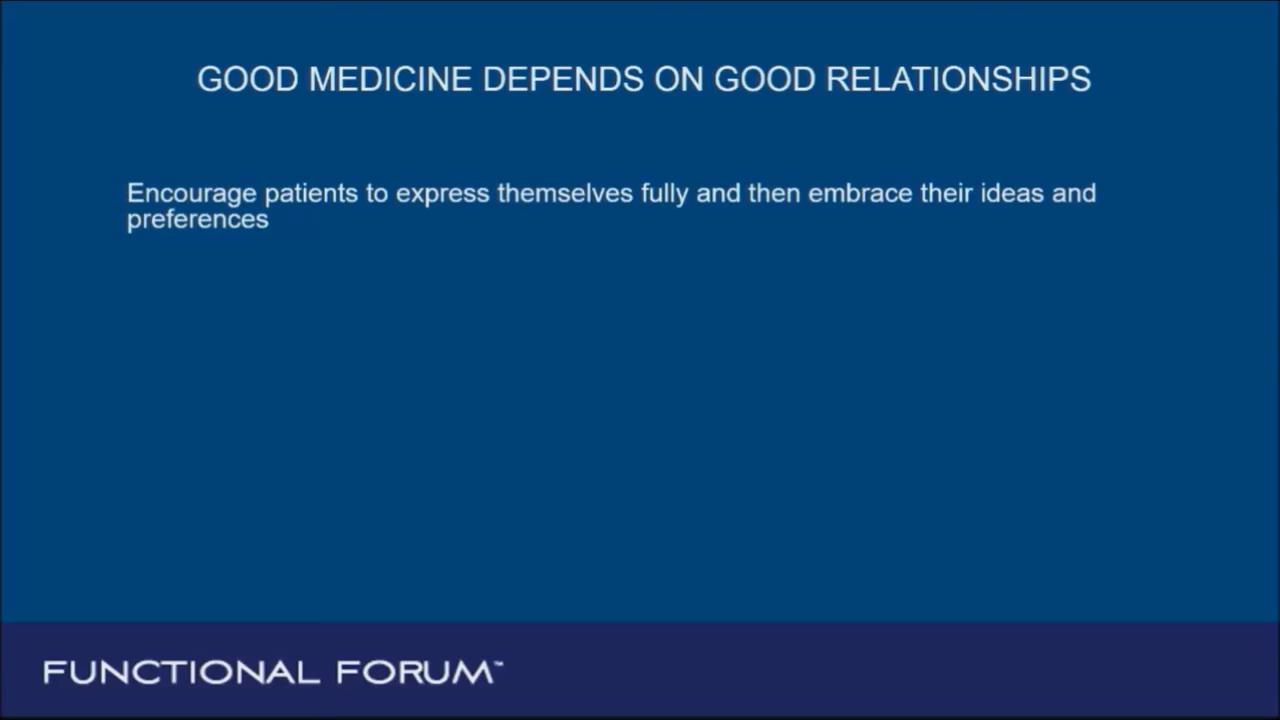 GOOD MEDICINE DEPENDS ON GOOD RELATIONSHIPS
Encourage patients to express themselves fully and then embrace their ideas and
preferences
FUNCTIONAL FORUM™